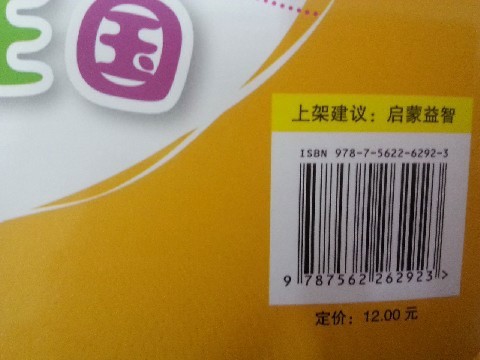 国
上架建议：启蒙益智
ISBN 978-7-5622-6292-3
9 787562 262923 >
定价：12.00 元